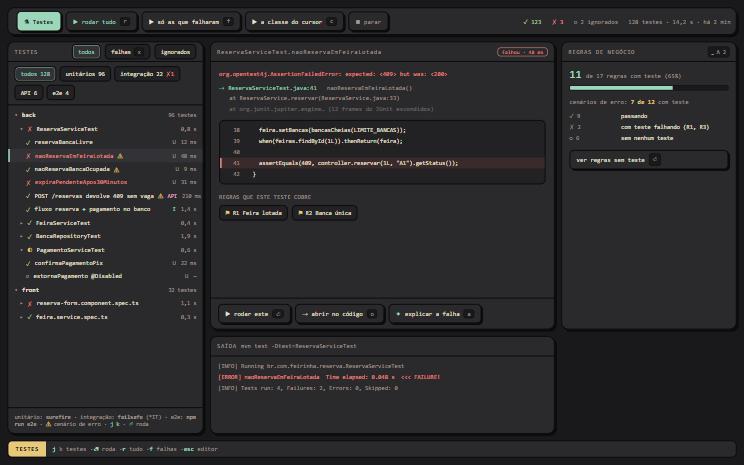 Testes
rodar tudo r
só as que falharam f
a classe do cursor c
parar
✓ 123 ✗ 3 ○ 2 ignorados 128 testes · 14,2 s · há 2 min
TESTES
todos
falhas x
ignorados
todos 128
unitários 96
integração 22 ✗1
API 6
e2e 4
back 96 testes
✗ ReservaServiceTest 0,8 s
✓ reservaBancaLivre U 12 ms
✗ naoReservaEmFeiraLotada ⚠ U 48 ms
✓ naoReservaBancaOcupada ⚠ U 9 ms
✗ expiraPendenteApos30Minutos U 31 ms
✓ POST /reservas devolve 409 sem vaga ⚠ API 210 ms
✓ fluxo reserva + pagamento no banco I 1,4 s
✓ FeiraServiceTest 0,4 s
✓ BancaRepositoryTest 1,9 s
PagamentoServiceTest 0,6 s
✓ confirmaPagamentoPix U 22 ms
○ estornaPagamento @Disabled U –
front 32 testes
✗ reserva-form.component.spec.ts 1,1 s
✓ feira.service.spec.ts 0,3 s
unitário: surefire · integração: failsafe (*IT) · e2e: npm
run e2e · ⚠ cenário de erro · j k · ⏎ roda
ReservaServiceTest.naoReservaEmFeiraLotada
falhou · 48 ms
org.opentest4j.AssertionFailedError: expected: <409> but was: <200>
→ ReservaServiceTest.java:41 naoReservaEmFeiraLotada()
at ReservaService.reservar(ReservaService.java:33)
at org.junit.jupiter.engine… (12 frames do JUnit escondidos)
38 feira.setBancas(bancasCheias(LIMITE_BANCAS));
39 when(feiras.findById(1L)).thenReturn(feira);
40
41 assertEquals(409, controller.reservar(1L, "A1").getStatus());
42 }
REGRAS QUE ESTE TESTE COBRE
R1 Feira lotada
R2 Banca única
rodar este ⏎
→ abrir no código o
explicar a falha a
SAÍDA mvn test -Dtest=ReservaServiceTest
[INFO] Running br.com.feirinha.reserva.ReservaServiceTest
[ERROR] naoReservaEmFeiraLotada Time elapsed: 0.048 s <<< FAILURE!
[INFO] Tests run: 4, Failures: 2, Errors: 0, Skipped: 0
REGRAS DE NEGÓCIO
A 2
11 de 17 regras com teste (65%)
cenários de erro: 7 de 12 com teste
✓ 9 passando
✗ 2 com teste falhando (R1, R3)
○ 6 sem nenhum teste
ver regras sem teste ⏎
TESTES
j k testes · ⏎ roda · r tudo · f falhas · esc editor